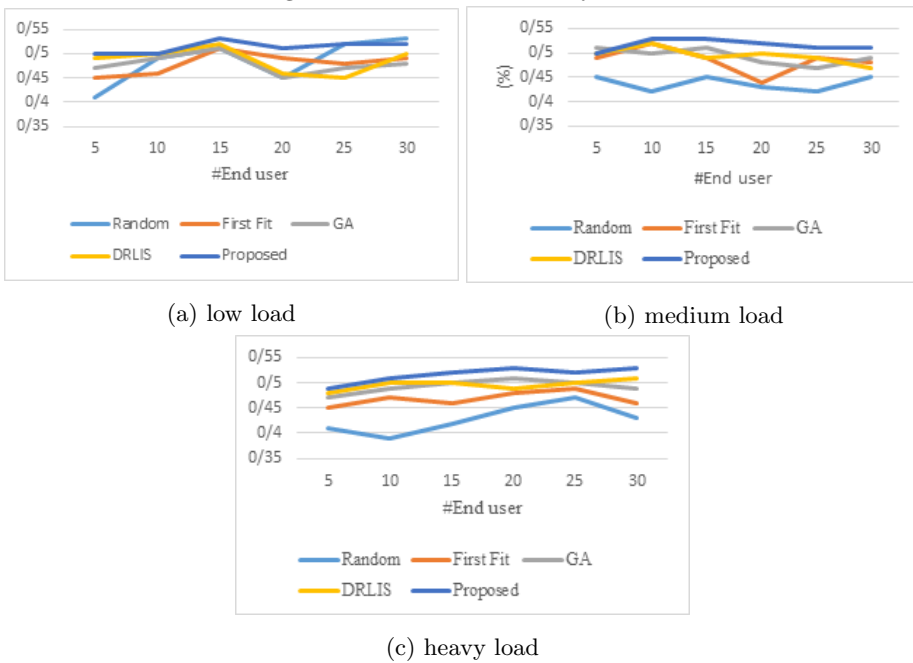 0/55
0/5
0/45
0/4
0/35
5 10 15 20 25 30
#End user
Random First Fit GA
DRLIS Proposed
(a) low load
0/55
0/5
0/45
0/4
0/35
(%)
5 10 15 20 25 30
#End user
Random First Fit GA
DRLIS Proposed
(b) medium load
0/55
0/5
0/45
0/4
0/35
5 10 15 20 25 30
#End user
Random First Fit GA
DRLIS Proposed
(c) heavy load